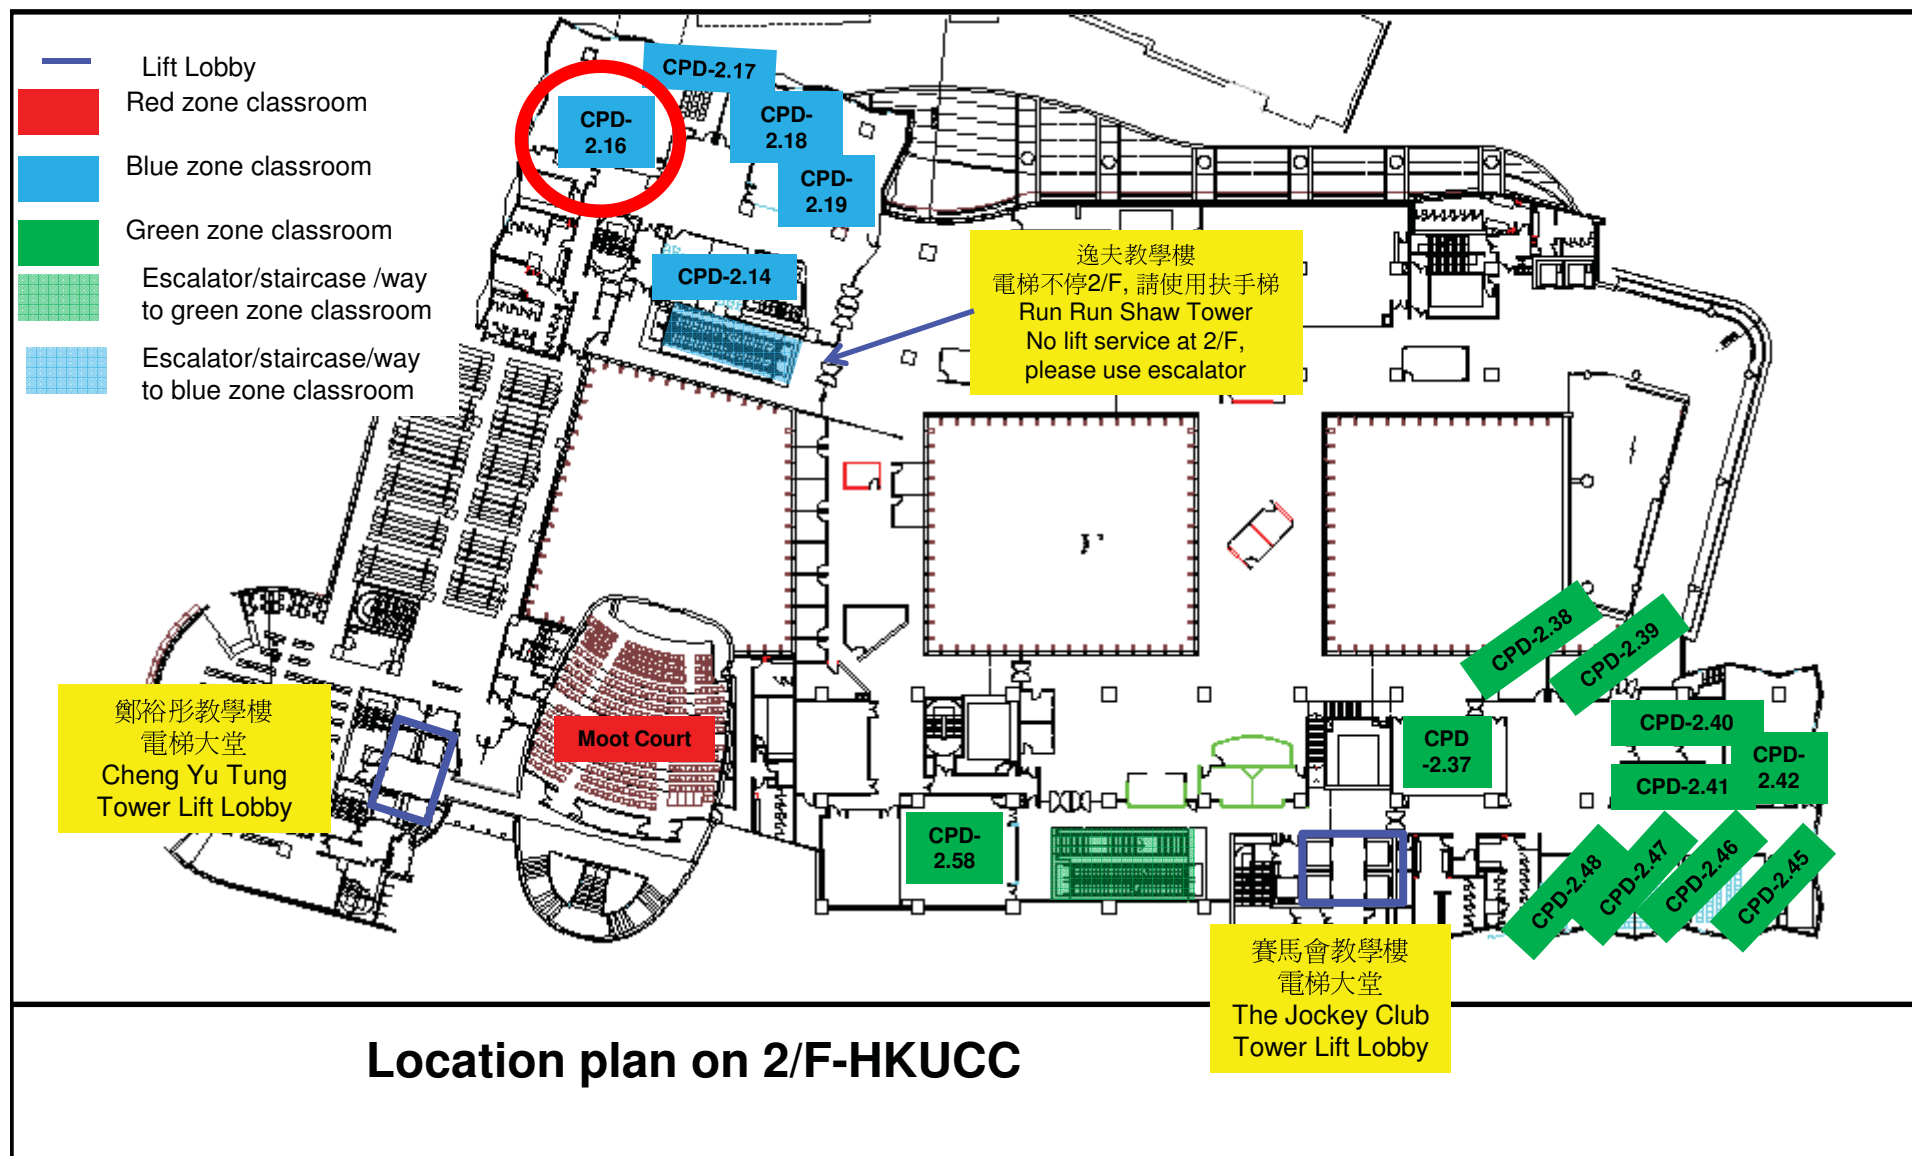 Lift Lobby
Red zone classroom
Blue zone classroom
Green zone classroom
Escalator/staircase /way
to green zone classroom
Escalator/staircase/way
to blue zone classroom
CPD-2.17
CPD-
2.16
CPD-
2.18
CPD-
2.19
CPD-2.14
逸夫教學樓
電梯不停2/F, 請使用扶手梯
Run Run Shaw Tower
No lift service at 2/F,
please use escalator
CPD-2.38
CPD-2.39
鄭裕彤教學樓
電梯大堂
Cheng Yu Tung
Tower Lift Lobby
Moot Court
CPD
-2.37
CPD-2.40
CPD-
2.42
CPD-2.41
CPD-
2.58
CPD-2.48
CPD-2.47
CPD-2.46
CPD-2.45
賽馬會教學樓
電梯大堂
The Jockey Club
Tower Lift Lobby
Location plan on 2/F-HKUCC